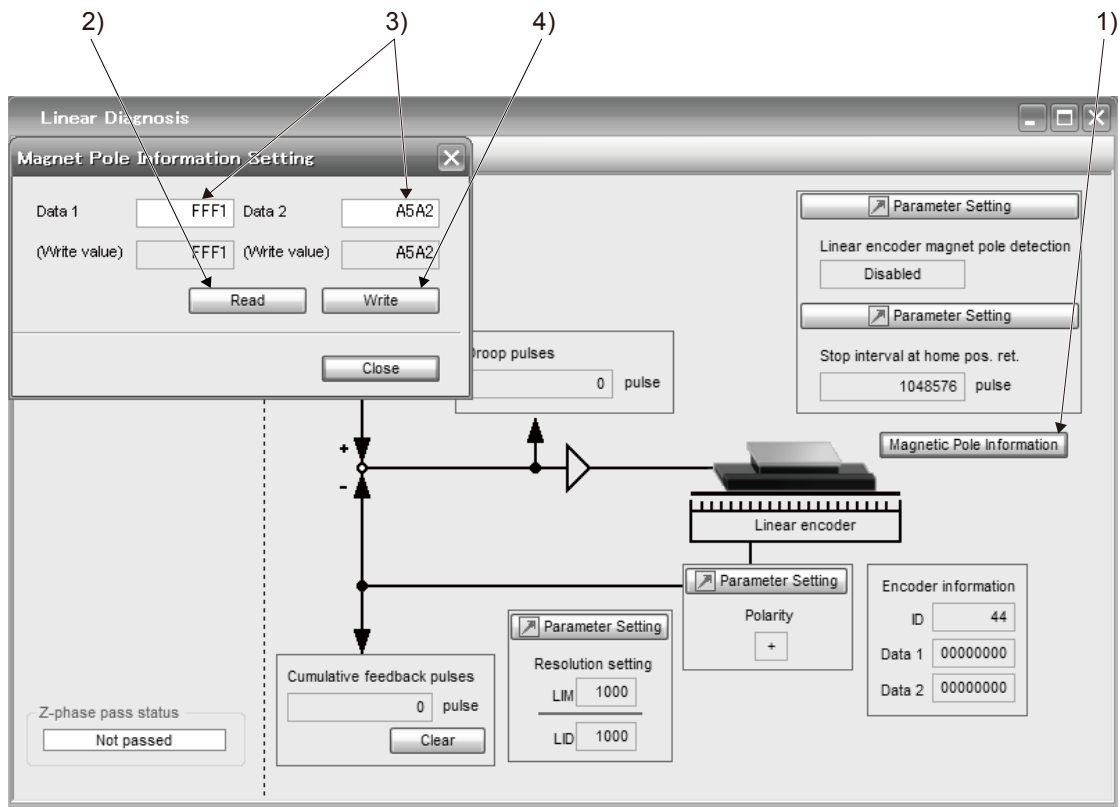 2) 3) 4) 1)
Linear Diagnosis
Magnet Pole Information Setting
Data 1 FFF1 Data 2 A5A2
(Write value) FFF1 (Write value) A5A2
Read Write
Close
Parameter Setting
Linear encoder magnet pole detection
Disabled
Parameter Setting
Stop interval at home pos. ret.
1048576 pulse
Droop pulses
0 pulse
Magnetic Pole Information
+
-
Linear encoder
Parameter Setting
Polarity
+
Encoder information
ID 44
Data 1 00000000
Data 2 00000000
Parameter Setting
Resolution setting
LIM 1000
LID 1000
Cumulative feedback pulses
0 pulse
Clear
Z-phase pass status
Not passed